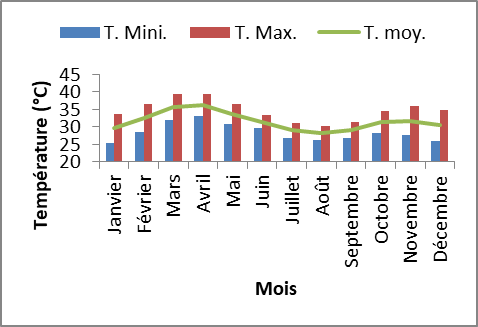 T. Mini. T. Max. T. moy.
Température (°C)
45
40
35
30
25
20
Janvier
Février
Mars
Avril
Mai
Juin
Juillet
Août
Septembre
Octobre
Novembre
Décembre
Mois